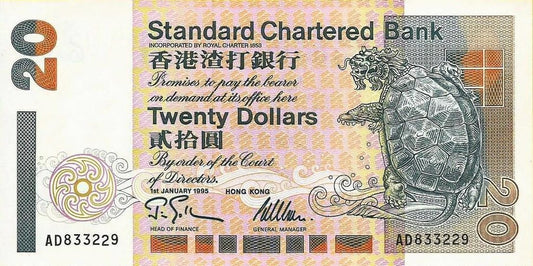 20
Standard Chartered Bank
INCORPORATED BY ROYAL CHARTER 1853
香港渣打銀行
Promises to pay the bearer
on demand at its office here
Twenty Dollars
貳拾圓
By order of the Court
of Directors.
1st JANUARY 1995 HONG KONG
HEAD OF FINANCE GENERAL MANAGER
AD833229
AD833229
20